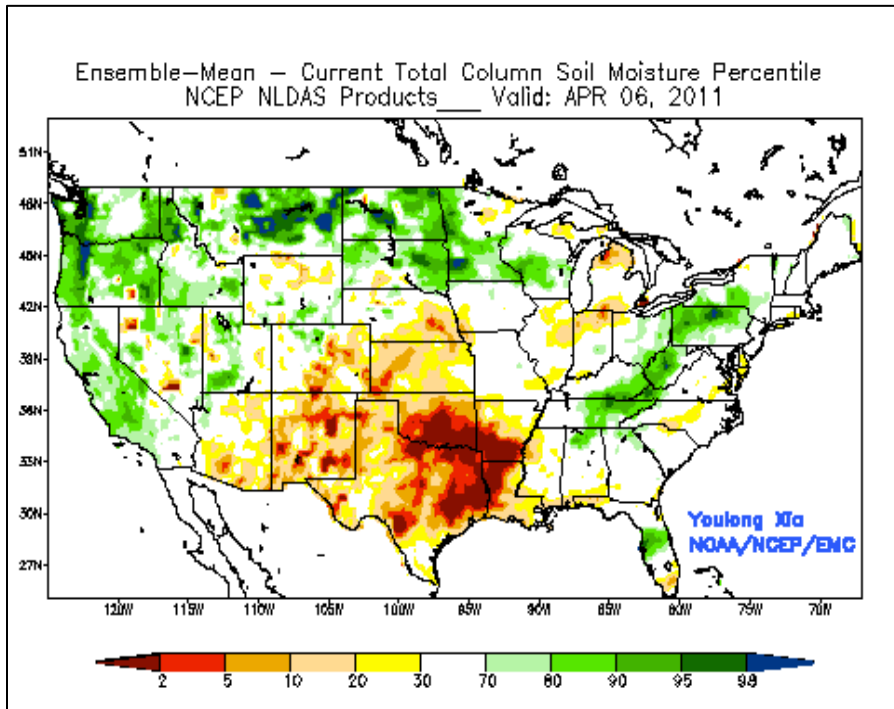 Ensemble-Mean - Current Total Column Soil Moisture Percentile
NCEP NLDAS Products___ Valid: APR 06, 2011
51N
48N
45N
42N
39N
36N
33N
30N
27N
Youlong Xia
NOAA/NCEP/EMC
120W 115W 110W 105W 100W 95W 90W 85W 80W 75W 70W
2 5 10 20 30 70 80 90 95 98